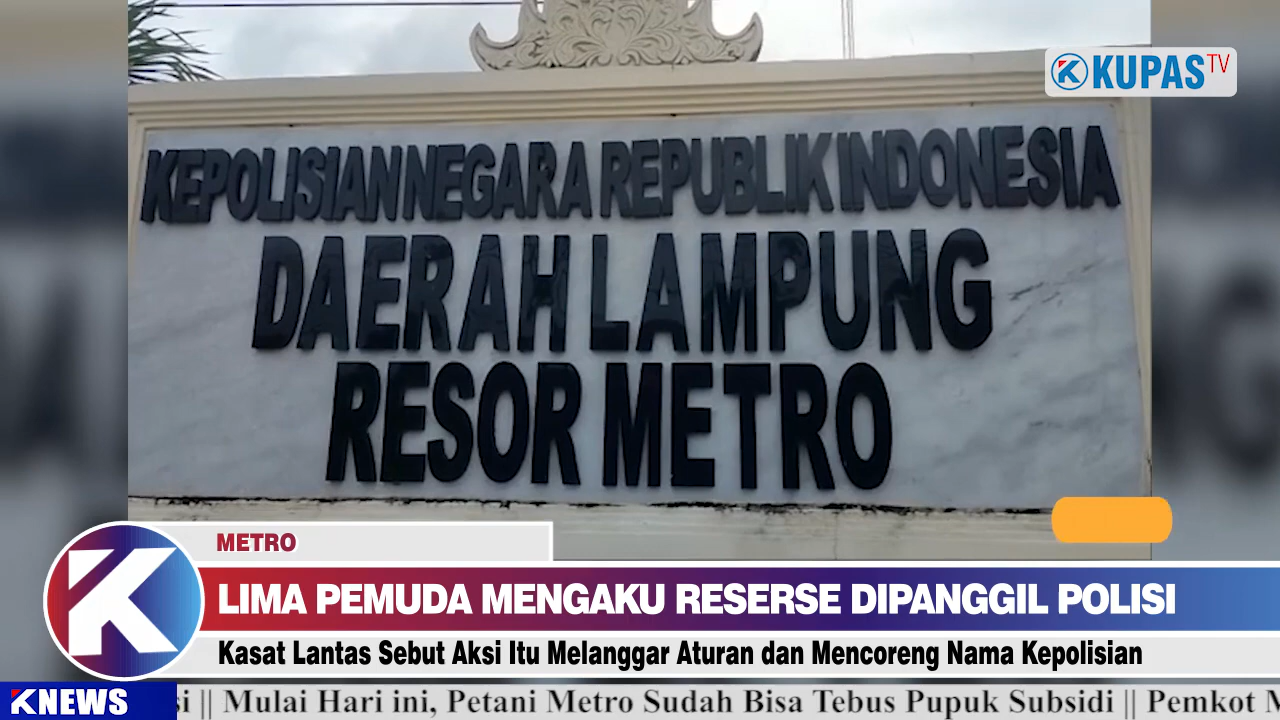 KUPAS TV
KEPOLISIAN NEGARA REPUBLIK INDONESIA
DAERAH LAMPUNG
RESOR METRO
METRO
LIMA PEMUDA MENGAKU RESERSE DIPANGGIL POLISI
Kasat Lantas Sebut Aksi Itu Melanggar Aturan dan Mencoreng Nama Kepolisian
KNEWS
|| Mulai Hari ini, Petani Metro Sudah Bisa Tebus Pupuk Subsidi || Pemkot